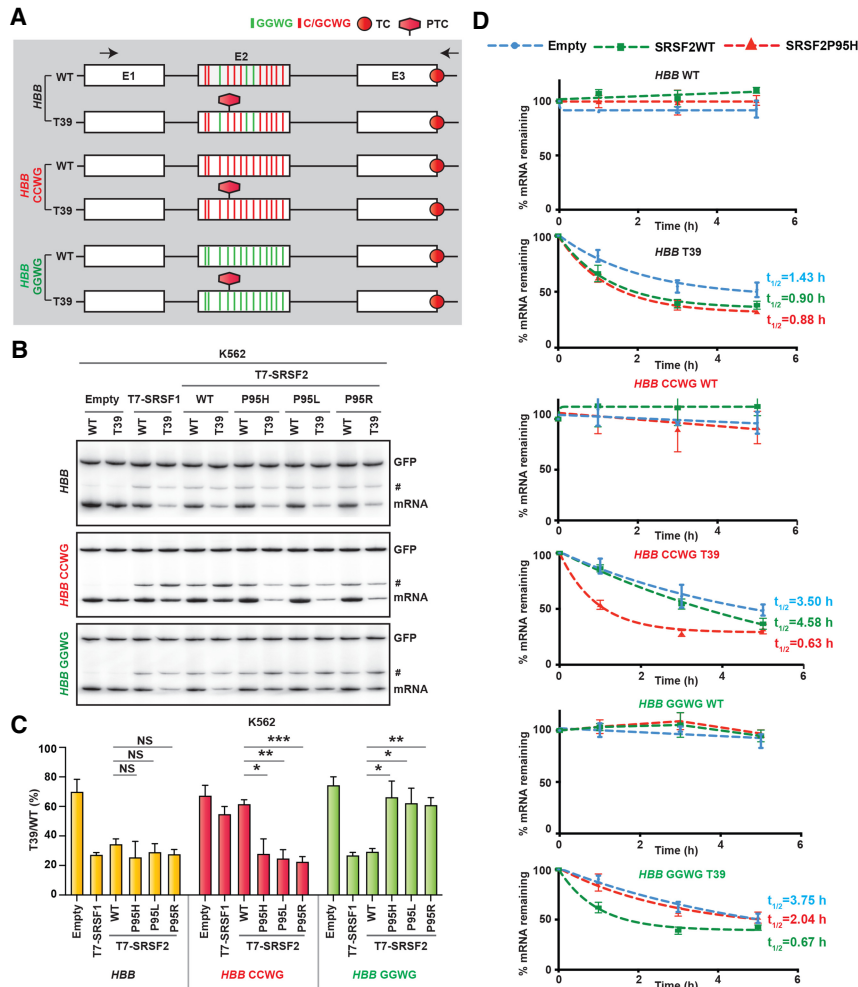 A
GGWG C/GCWG TC PTC
E1 E2 E3
HBB
WT
T39
HBB CCWG
WT
T39
HBB GGWG
WT
T39
B
K562
T7-SRSF2
Empty T7-SRSF1 WT P95H P95L P95R
WT T39 WT T39 WT T39 WT T39 WT T39 WT T39
HBB
GFP
#
mRNA
HBB CCWG
GFP
#
mRNA
HBB GGWG
GFP
#
mRNA
C
K562
T39/WT (%)
100
80
60
40
20
0
NS
NS
NS
***
**
*
**
*
*
Empty T7-SRSF1 WT P95H P95L P95R Empty T7-SRSF1 WT P95H P95L P95R Empty T7-SRSF1 WT P95H P95L P95R
T7-SRSF2 T7-SRSF2 T7-SRSF2
HBB HBB CCWG HBB GGWG
D
Empty SRSF2WT SRSF2P95H
HBB WT
% mRNA remaining
100
50
0
0 2 4 6
Time (h)
HBB T39
% mRNA remaining
100
50
0
t1/2=1.43 h
t1/2=0.90 h
t1/2=0.88 h
0 2 4 6
Time (h)
HBB CCWG WT
% mRNA remaining
100
50
0
0 2 4 6
Time (h)
HBB CCWG T39
% mRNA remaining
100
50
0
t1/2=3.50 h
t1/2=4.58 h
t1/2=0.63 h
0 2 4 6
Time (h)
HBB GGWG WT
% mRNA remaining
100
50
0
0 2 4 6
Time (h)
HBB GGWG T39
% mRNA remaining
100
50
0
t1/2=3.75 h
t1/2=2.04 h
t1/2=0.67 h
0 2 4 6
Time (h)